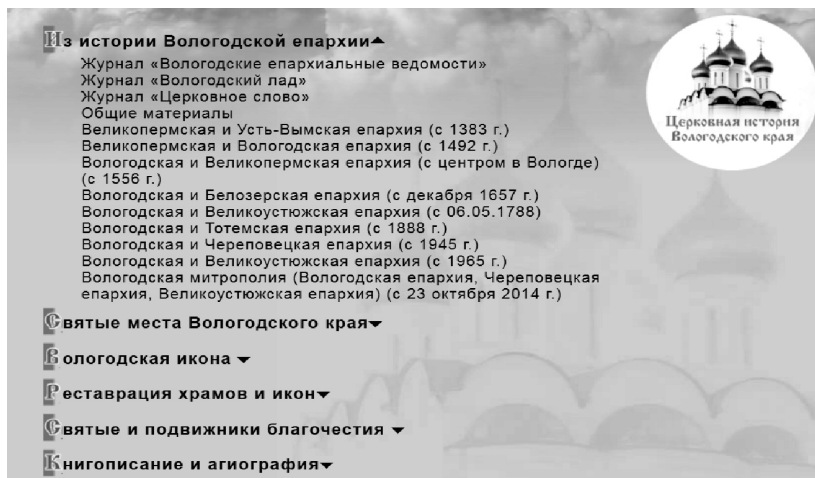 Из истории Вологодской епархии
Журнал «Вологодские епархиальные ведомости»
Журнал «Вологодский лад»
Журнал «Церковное слово»
Общие материалы
Великопермская и Усть-Вымская епархия (с 1383 г.)
Великопермская и Вологодская епархия (с 1492 г.)
Вологодская и Великопермская епархия (с центром в Вологде)
(с 1556 г.)
Вологодская и Белозерская епархия (с декабря 1657 г.)
Вологодская и Великоустюжская епархия (с 06.05.1788)
Вологодская и Тотемская епархия (с 1888 г.)
Вологодская и Череповецкая епархия (с 1945 г.)
Вологодская и Великоустюжская епархия (с 1965 г.)
Вологодская митрополия (Вологодская епархия, Череповецкая
епархия, Великоустюжская епархия) (с 23 октября 2014 г.)
Церковная история
Вологодского края
Святые места Вологодского края
Вологодская икона
Реставрация храмов и икон
Святые и подвижники благочестия
Книгописание и агиография